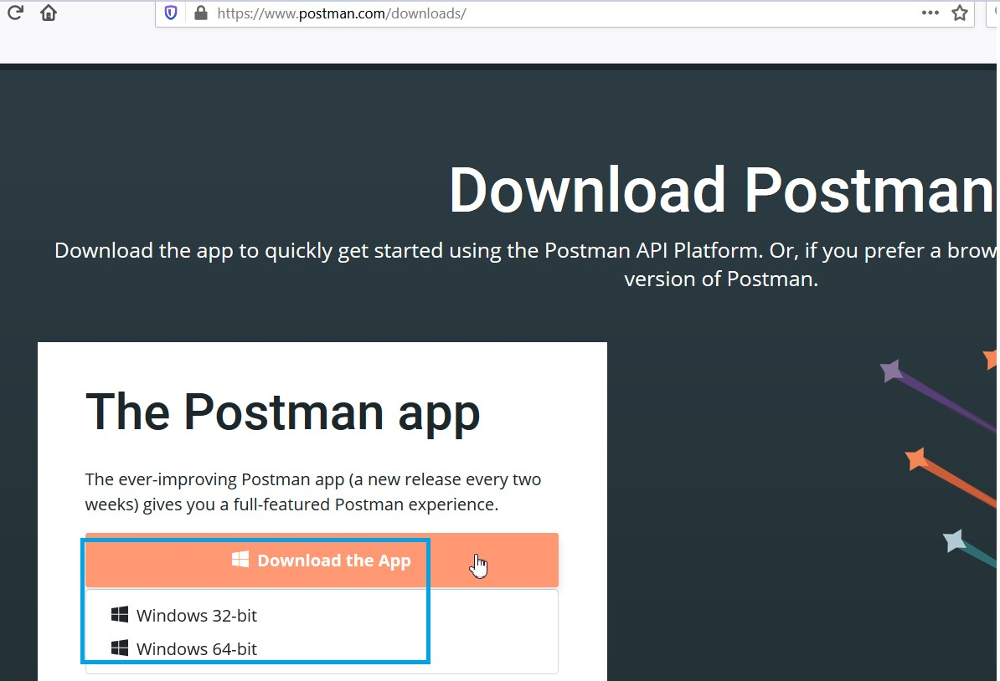 https://www.postman.com/downloads/
Download Postman
Download the app to quickly get started using the Postman API Platform. Or, if you prefer a brow
version of Postman.
The Postman app
The ever-improving Postman app (a new release every two
weeks) gives you a full-featured Postman experience.
Download the App
Windows 32-bit
Windows 64-bit